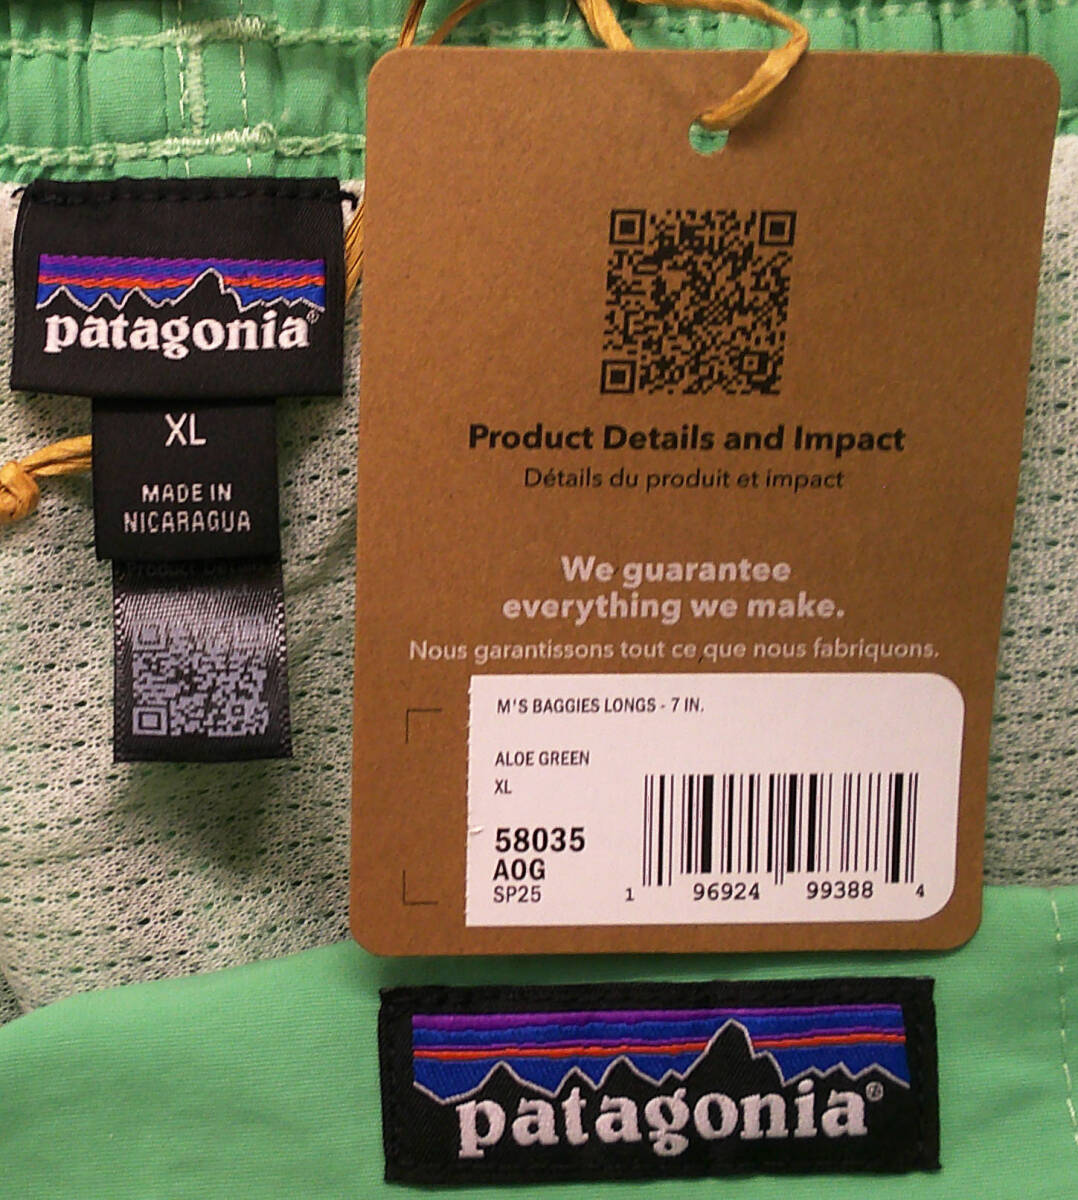 patagonia®
XL
MADE IN
NICARAGUA
Product Details
Product Details and Impact
Détails du produit et impact
We guarantee
everything we make.
Nous garantissons tout ce que nous fabriquons.
M'S BAGGIES LONGS - 7 IN.
ALOE GREEN
XL
58035
AOG
SP25
1 96924 99388 4
patagonia®